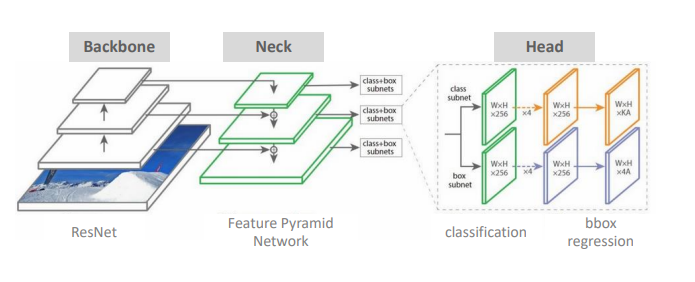 Backbone
Neck
Head
class+box
subnets
class+box
subnets
class+box
subnets
class
subnet
box
subnet
W×H
×256
×4
W×H
×256
W×H
×KA
W×H
×256
×4
W×H
×256
W×H
×4A
ResNet
Feature Pyramid
Network
classification
bbox
regression